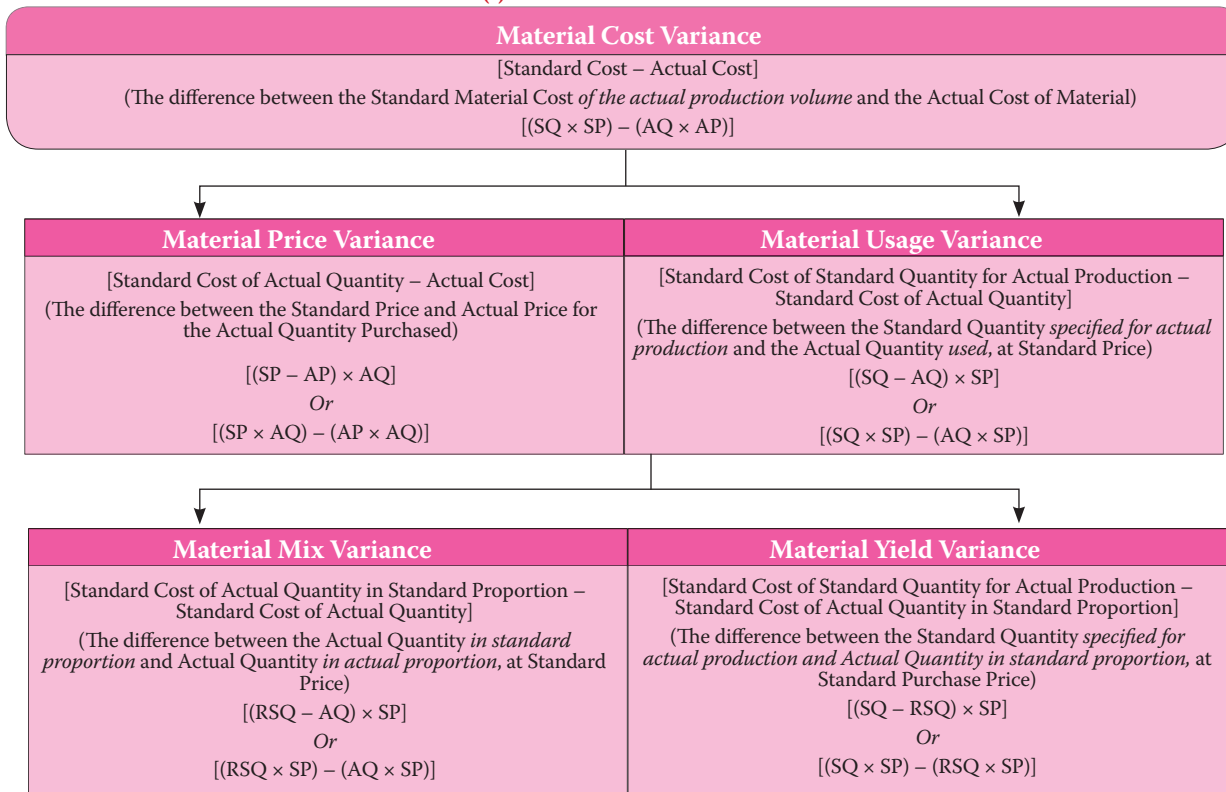 Material Cost Variance
[Standard Cost – Actual Cost]
(The difference between the Standard Material Cost of the actual production volume and the Actual Cost of Material)
[(SQ × SP) – (AQ × AP)]
Material Price Variance
[Standard Cost of Actual Quantity – Actual Cost]
(The difference between the Standard Price and Actual Price for
the Actual Quantity Purchased)
[(SP – AP) × AQ]
Or
[(SP × AQ) – (AP × AQ)]
Material Usage Variance
[Standard Cost of Standard Quantity for Actual Production –
Standard Cost of Actual Quantity]
(The difference between the Standard Quantity specified for actual
production and the Actual Quantity used, at Standard Price)
[(SQ – AQ) × SP]
Or
[(SQ × SP) – (AQ × SP)]
Material Mix Variance
[Standard Cost of Actual Quantity in Standard Proportion –
Standard Cost of Actual Quantity]
(The difference between the Actual Quantity in standard
proportion and Actual Quantity in actual proportion, at Standard
Price)
[(RSQ – AQ) × SP]
Or
[(RSQ × SP) – (AQ × SP)]
Material Yield Variance
[Standard Cost of Standard Quantity for Actual Production –
Standard Cost of Actual Quantity in Standard Proportion]
(The difference between the Standard Quantity specified for
actual production and Actual Quantity in standard proportion, at
Standard Purchase Price)
[(SQ – RSQ) × SP]
Or
[(SQ × SP) – (RSQ × SP)]